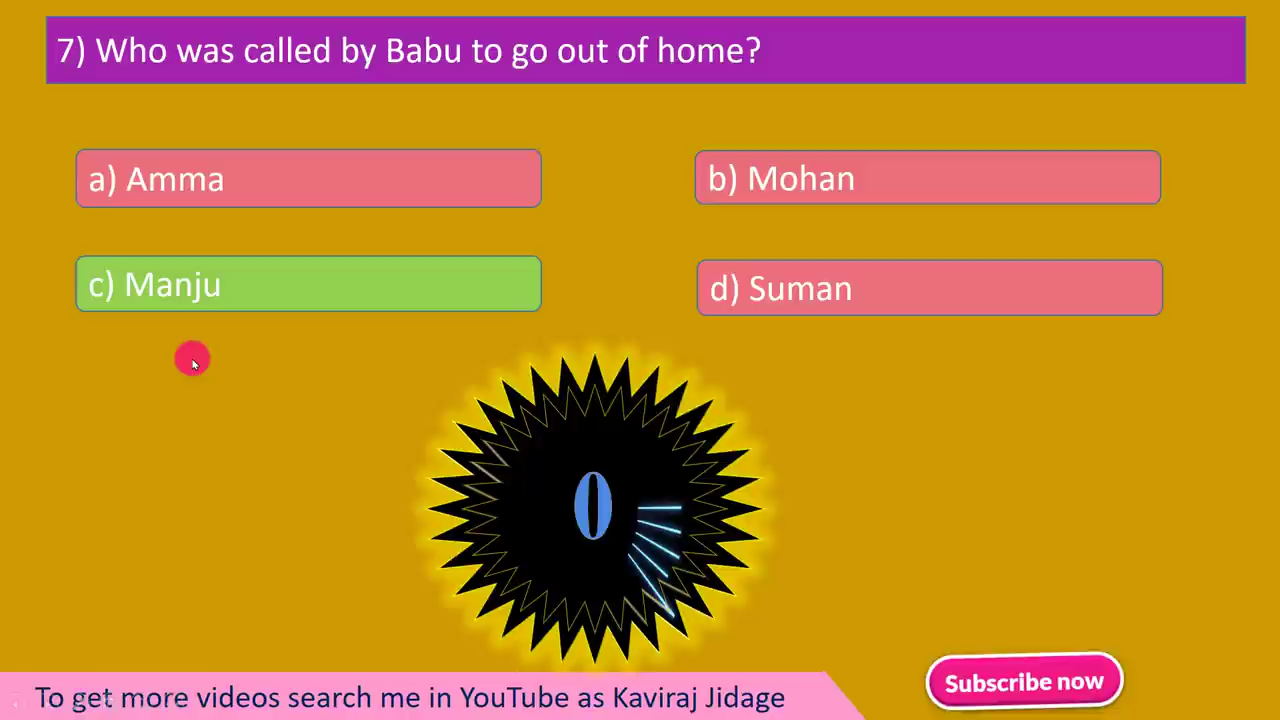 7) Who was called by Babu to go out of home?
a) Amma
b) Mohan
c) Manju
d) Suman
0
To get more videos search me in YouTube as Kaviraj Jidage
Subscribe now